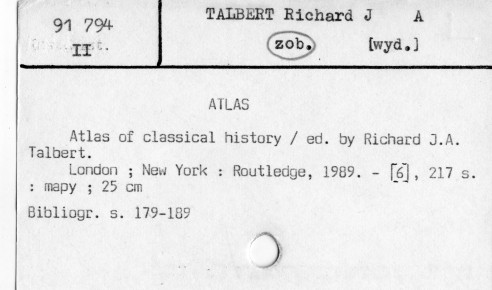 91 794
II
TALBERT Richard J A
zob. [wyd.]
ATLAS
Atlas of classical history / ed. by Richard J.A.
Talbert.
London ; New York : Routledge, 1989. - [6], 217 s.
: mapy ; 25 cm
Bibliogr. s. 179-189